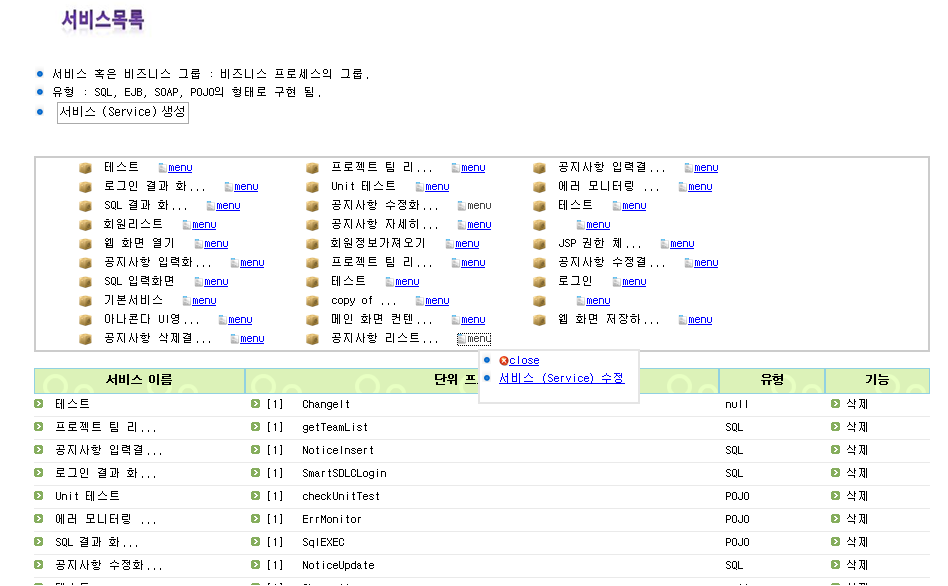 서비스목록
서비스 혹은 비즈니스 그룹 : 비즈니스 프로세스의 그룹.
유형 : SQL, EJB, SOAP, POJO의 형태로 구현 됨.
서비스 (Service) 생성
테스트 menu 프로젝트 팀 리... menu 공지사항 입력결... menu
로그인 결과 화... menu Unit 테스트 menu 에러 모니터링 ... menu
SQL 결과 화... menu 공지사항 수정화... menu 테스트 menu
회원리스트 menu 공지사항 자세히... menu menu
웹 화면 열기 menu 회원정보가져오기 menu JSP 권한 체... menu
공지사항 입력화... menu 프로젝트 팀 리... menu 공지사항 수정결... menu
SQL 입력화면 menu 테스트 menu 로그인 menu
기본서비스 menu copy of ... menu menu
아나콘다 UI영... menu 메인 화면 컨텐... menu 웹 화면 저장하... menu
공지사항 삭제결... menu 공지사항 리스트... menu
close
서비스 (Service) 수정
서비스 이름 단위 프 유형 기능
테스트 [1] ChangeIt null 삭제
프로젝트 팀 리... [1] getTeamList SQL 삭제
공지사항 입력결... [1] NoticeInsert SQL 삭제
로그인 결과 화... [1] SmartSDLCLogin SQL 삭제
Unit 테스트 [1] checkUnitTest POJO 삭제
에러 모니터링 ... [1] ErrMonitor POJO 삭제
SQL 결과 화... [1] SqlEXEC POJO 삭제
공지사항 수정화... [1] NoticeUpdate SQL 삭제